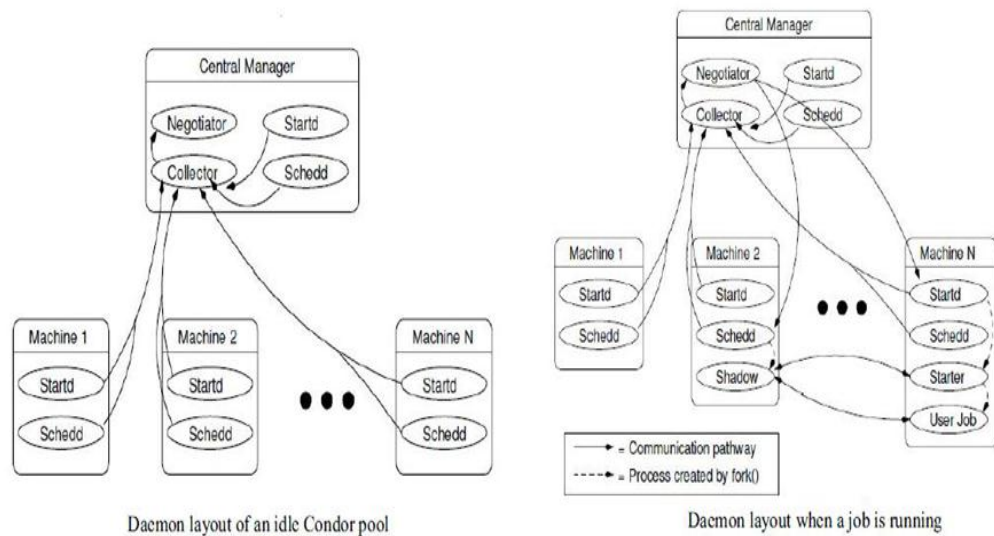 Central Manager
Negotiator
Startd
Collector
Schedd
Machine 1
Startd
Schedd
Machine 2
Startd
Schedd
Machine N
Startd
Schedd
Daemon layout of an idle Condor pool
Central Manager
Negotiator
Startd
Collector
Schedd
Machine 1
Startd
Schedd
Machine 2
Startd
Schedd
Shadow
Machine N
Startd
Schedd
Starter
User Job
= Communication pathway
= Process created by fork()
Daemon layout when a job is running